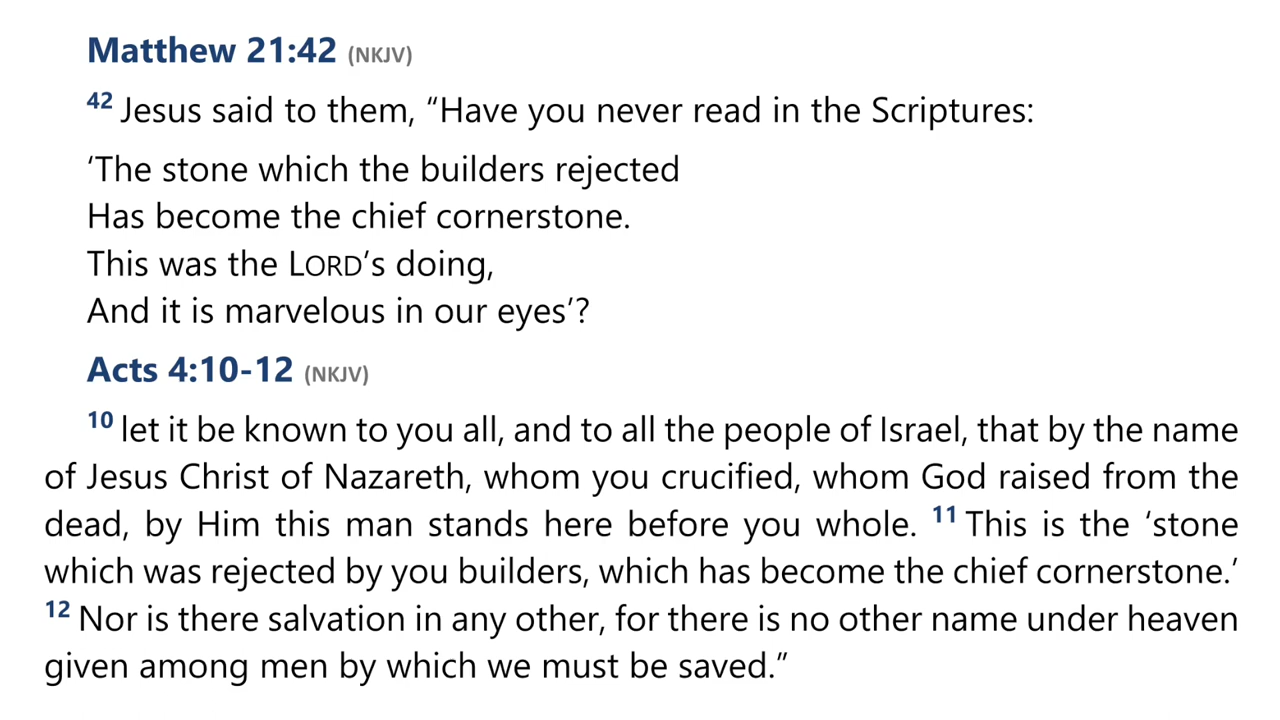 Matthew 21:42 (NKJV)
42 Jesus said to them, “Have you never read in the Scriptures:
‘The stone which the builders rejected
Has become the chief cornerstone.
This was the LORD’s doing,
And it is marvelous in our eyes’?
Acts 4:10-12 (NKJV)
10 let it be known to you all, and to all the people of Israel, that by the name
of Jesus Christ of Nazareth, whom you crucified, whom God raised from the
dead, by Him this man stands here before you whole. 11 This is the ‘stone
which was rejected by you builders, which has become the chief cornerstone.’
12 Nor is there salvation in any other, for there is no other name under heaven
given among men by which we must be saved.”